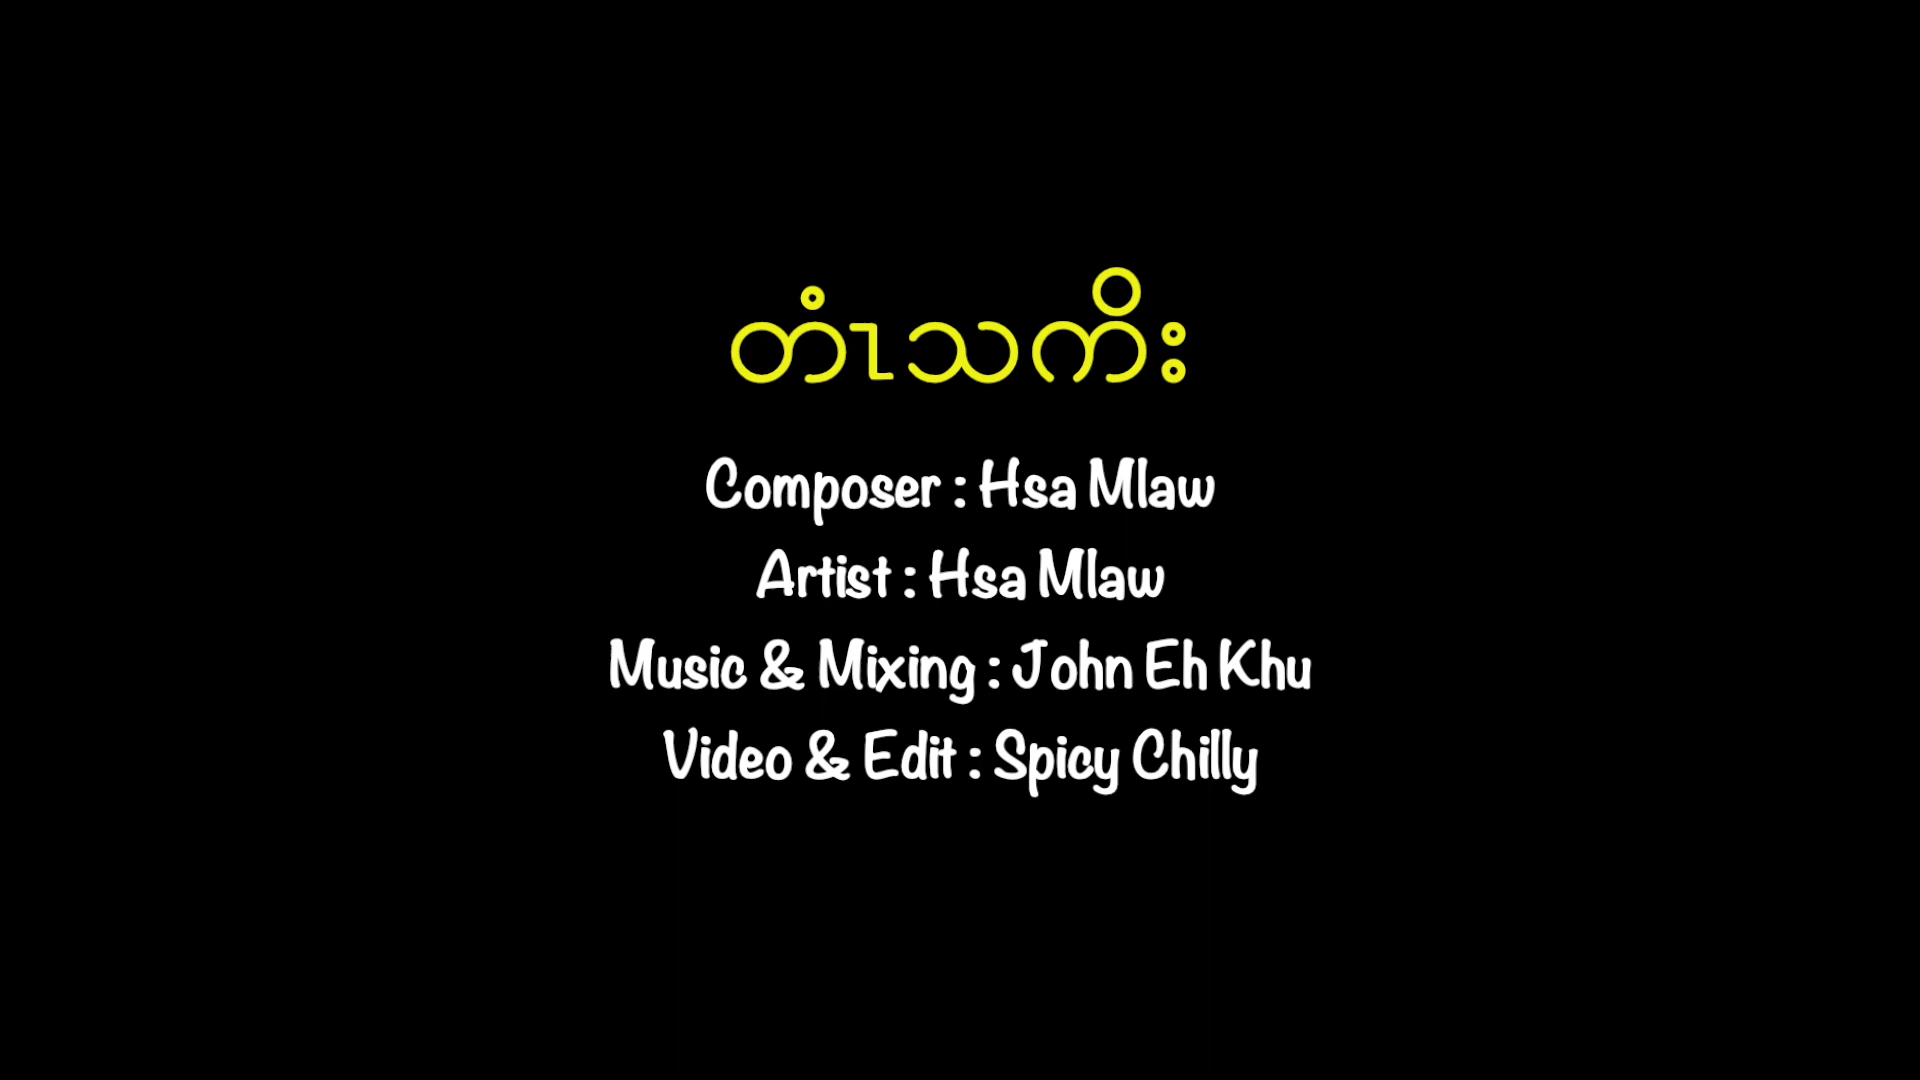 တံၤသကိး
Composer : Hsa Mlaw
Artist : Hsa Mlaw
Music & Mixing : John Eh Khu
Video & Edit : Spicy Chilly